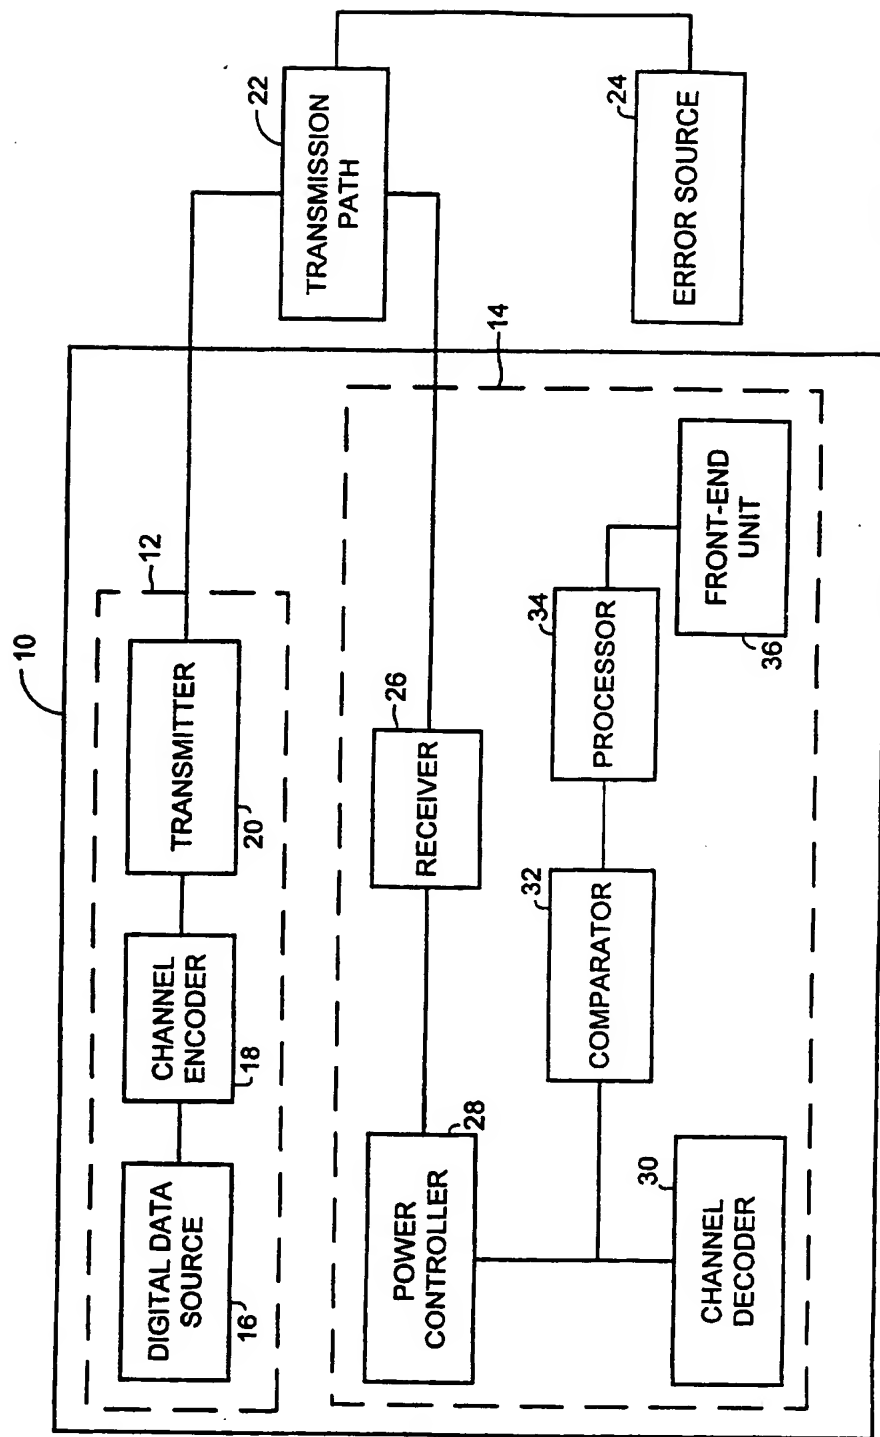 10
12
DIGITAL DATA
SOURCE
16
CHANNEL
ENCODER
18
TRANSMITTER
20
TRANSMISSION
PATH
22
14
POWER
CONTROLLER
28
RECEIVER
26
CHANNEL
DECODER
30
COMPARATOR
32
PROCESSOR
34
FRONT-END
UNIT
36
ERROR SOURCE
24